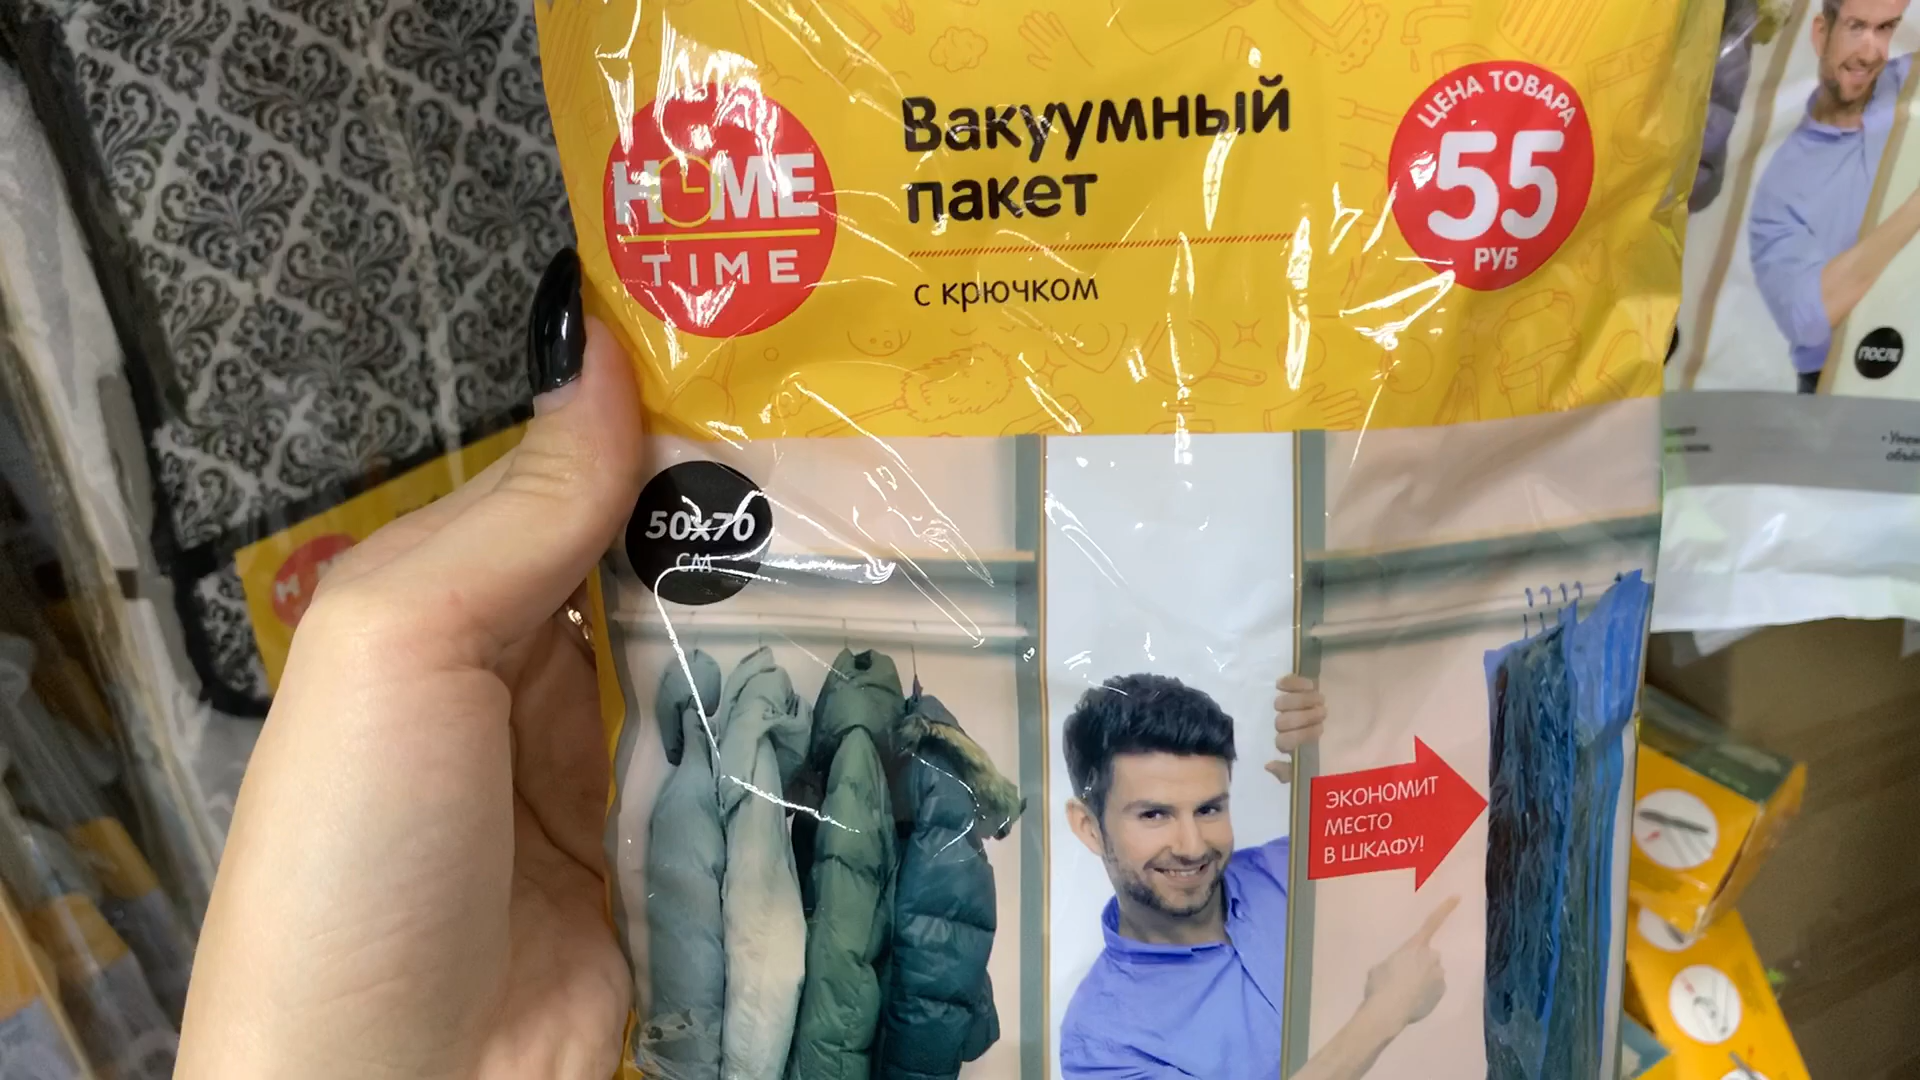 HOME
TIME
Вакуумный
пакет
с крючком
ЦЕНА ТОВАРА
55
РУБ
50x70
СМ
ЭКОНОМИТ
МЕСТО
В ШКАФУ!
ПОСЛЕ